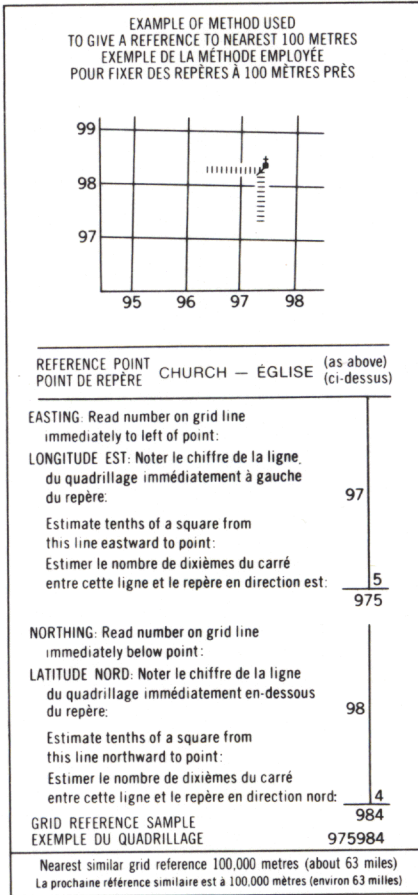 EXAMPLE OF METHOD USED
TO GIVE A REFERENCE TO NEAREST 100 METRES
EXEMPLE DE LA MÉTHODE EMPLOYÉE
POUR FIXER DES REPÈRES À 100 MÈTRES PRÈS
99
98
97
95 96 97 98
REFERENCE POINT CHURCH — ÉGLISE (as above)
POINT DE REPÈRE (ci-dessus)
EASTING: Read number on grid line
immediately to left of point:
LONGITUDE EST: Noter le chiffre de la ligne
du quadrillage immédiatement à gauche
du repère: 97
Estimate tenths of a square from
this line eastward to point:
Estimer le nombre de dixièmes du carré
entre cette ligne et le repère en direction est: 5
975
NORTHING: Read number on grid line
immediately below point:
LATITUDE NORD: Noter le chiffre de la ligne
du quadrillage immédiatement en-dessous
du repère: 98
Estimate tenths of a square from
this line northward to point:
Estimer le nombre de dixièmes du carré
entre cette ligne et le repère en direction nord: 4
GRID REFERENCE SAMPLE 984
EXEMPLE DU QUADRILLAGE 975984
Nearest similar grid reference 100,000 metres (about 63 miles)
La prochaine référence similaire est à 100,000 mètres (environ 63 milles)